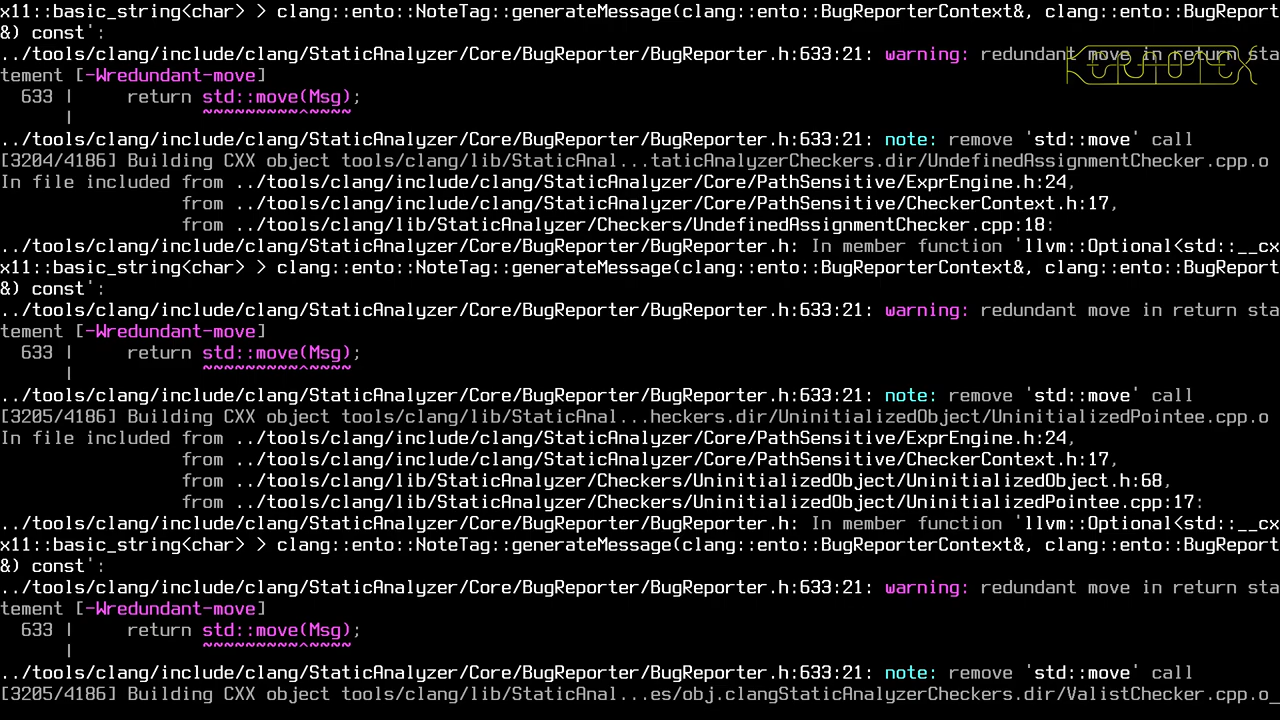 x11::basic_string<char> > clang::ento::NoteTag::generateMessage(clang::ento::BugReporterContext&, clang::ento::BugReport
&) const':
../tools/clang/include/clang/StaticAnalyzer/Core/BugReporter/BugReporter.h:633:21: warning: redundant move in return sta
tement [-Wredundant-move]
  633 |     return std::move(Msg);
      |            ~~~~~~~~~^~~~~
../tools/clang/include/clang/StaticAnalyzer/Core/BugReporter/BugReporter.h:633:21: note: remove 'std::move' call
[3204/4186] Building CXX object tools/clang/lib/StaticAnal...taticAnalyzerCheckers.dir/UndefinedAssignmentChecker.cpp.o
In file included from ../tools/clang/include/clang/StaticAnalyzer/Core/PathSensitive/ExprEngine.h:24,
                 from ../tools/clang/include/clang/StaticAnalyzer/Core/PathSensitive/CheckerContext.h:17,
                 from ../tools/clang/lib/StaticAnalyzer/Checkers/UndefinedAssignmentChecker.cpp:18:
../tools/clang/include/clang/StaticAnalyzer/Core/BugReporter/BugReporter.h: In member function 'llvm::Optional<std::__cx
x11::basic_string<char> > clang::ento::NoteTag::generateMessage(clang::ento::BugReporterContext&, clang::ento::BugReport
&) const':
../tools/clang/include/clang/StaticAnalyzer/Core/BugReporter/BugReporter.h:633:21: warning: redundant move in return sta
tement [-Wredundant-move]
  633 |     return std::move(Msg);
      |            ~~~~~~~~~^~~~~
../tools/clang/include/clang/StaticAnalyzer/Core/BugReporter/BugReporter.h:633:21: note: remove 'std::move' call
[3205/4186] Building CXX object tools/clang/lib/StaticAnal...heckers.dir/UninitializedObject/UninitializedPointee.cpp.o
In file included from ../tools/clang/include/clang/StaticAnalyzer/Core/PathSensitive/ExprEngine.h:24,
                 from ../tools/clang/include/clang/StaticAnalyzer/Core/PathSensitive/CheckerContext.h:17,
                 from ../tools/clang/lib/StaticAnalyzer/Checkers/UninitializedObject/UninitializedObject.h:68,
                 from ../tools/clang/lib/StaticAnalyzer/Checkers/UninitializedObject/UninitializedPointee.cpp:17:
../tools/clang/include/clang/StaticAnalyzer/Core/BugReporter/BugReporter.h: In member function 'llvm::Optional<std::__cx
x11::basic_string<char> > clang::ento::NoteTag::generateMessage(clang::ento::BugReporterContext&, clang::ento::BugReport
&) const':
../tools/clang/include/clang/StaticAnalyzer/Core/BugReporter/BugReporter.h:633:21: warning: redundant move in return sta
tement [-Wredundant-move]
  633 |     return std::move(Msg);
      |            ~~~~~~~~~^~~~~
../tools/clang/include/clang/StaticAnalyzer/Core/BugReporter/BugReporter.h:633:21: note: remove 'std::move' call
[3205/4186] Building CXX object tools/clang/lib/StaticAnal...es/obj.clangStaticAnalyzerCheckers.dir/ValistChecker.cpp.o_